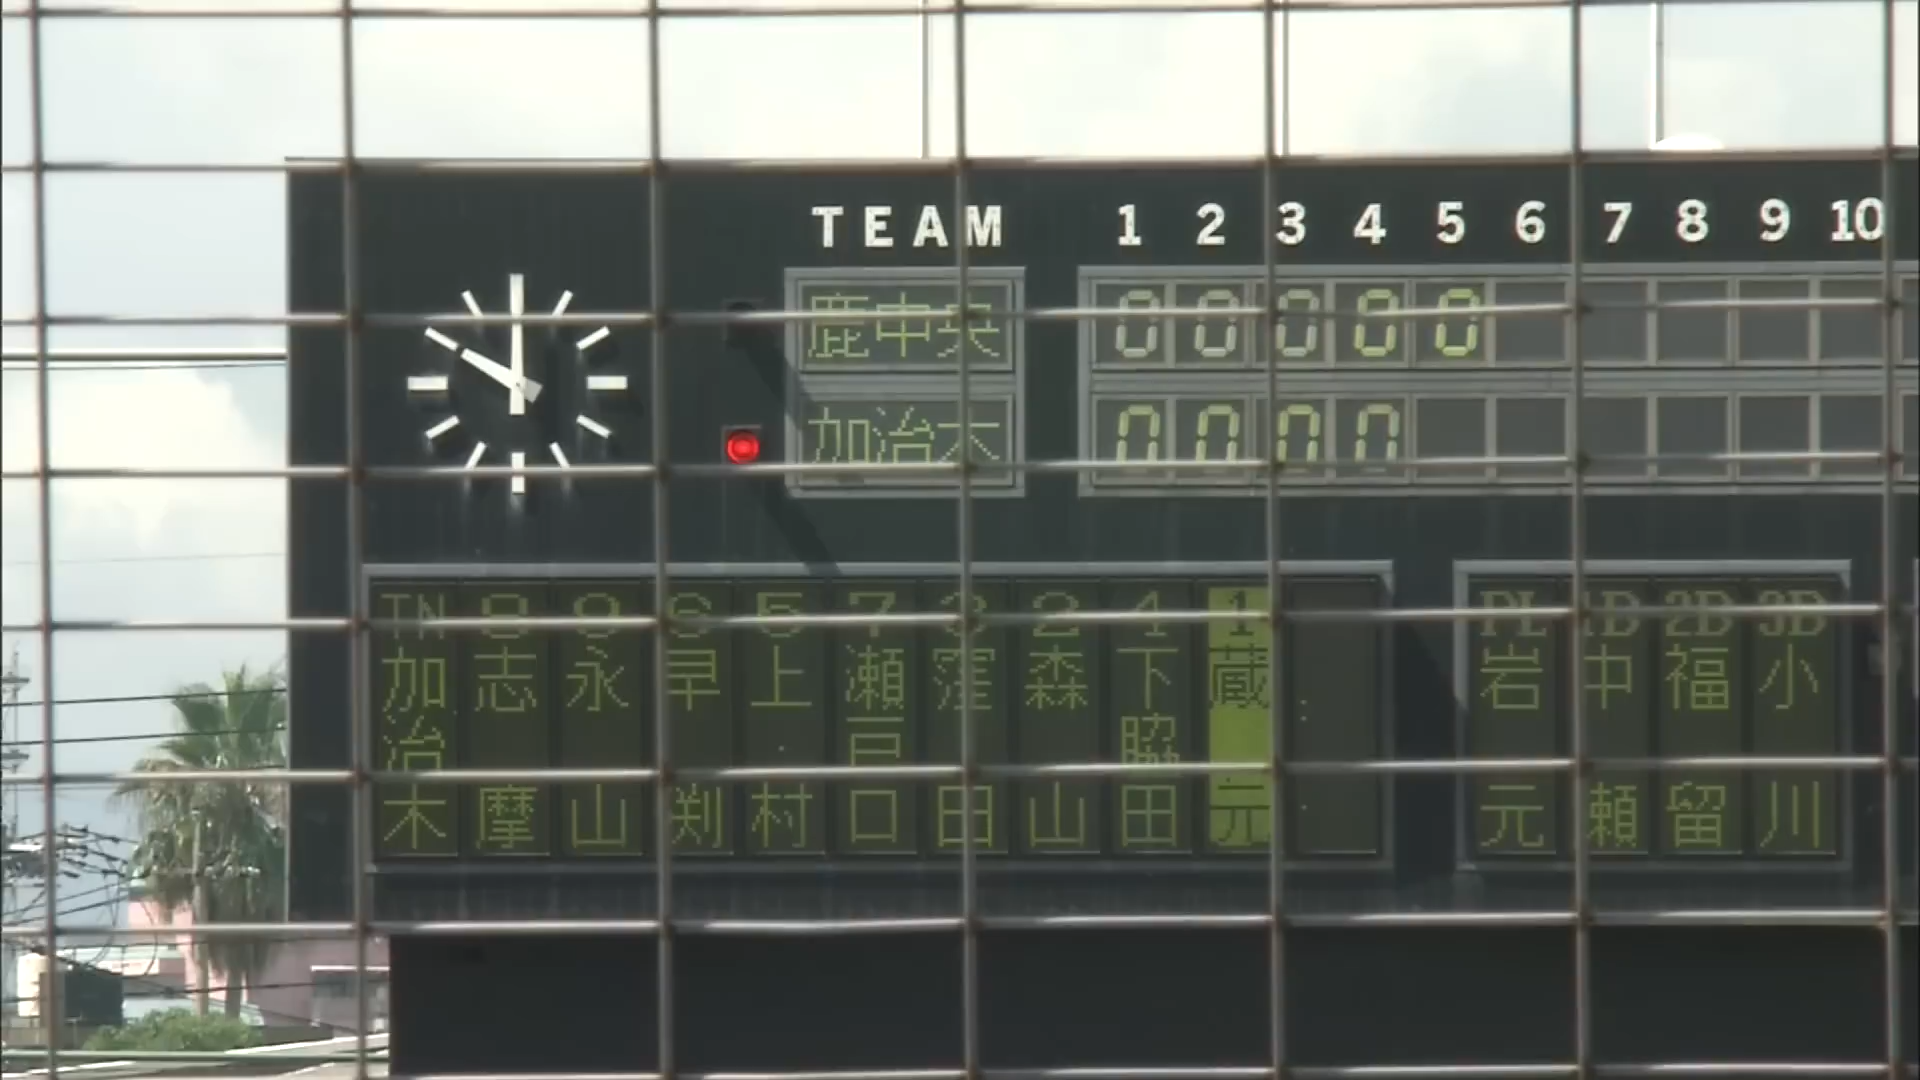 TEAM 1 2 3 4 5 6 7 8 9 10
鹿中央 0 0 0 0 0
加治木 0 0 0 0
TN 8 9 6 5 7 3 2 4 1
加治木 志摩 永山 早 上村 瀬戸口 窪田 森山 下脇田 蔵元
PL 1B 2B 3B
岩元 中 福留 小川